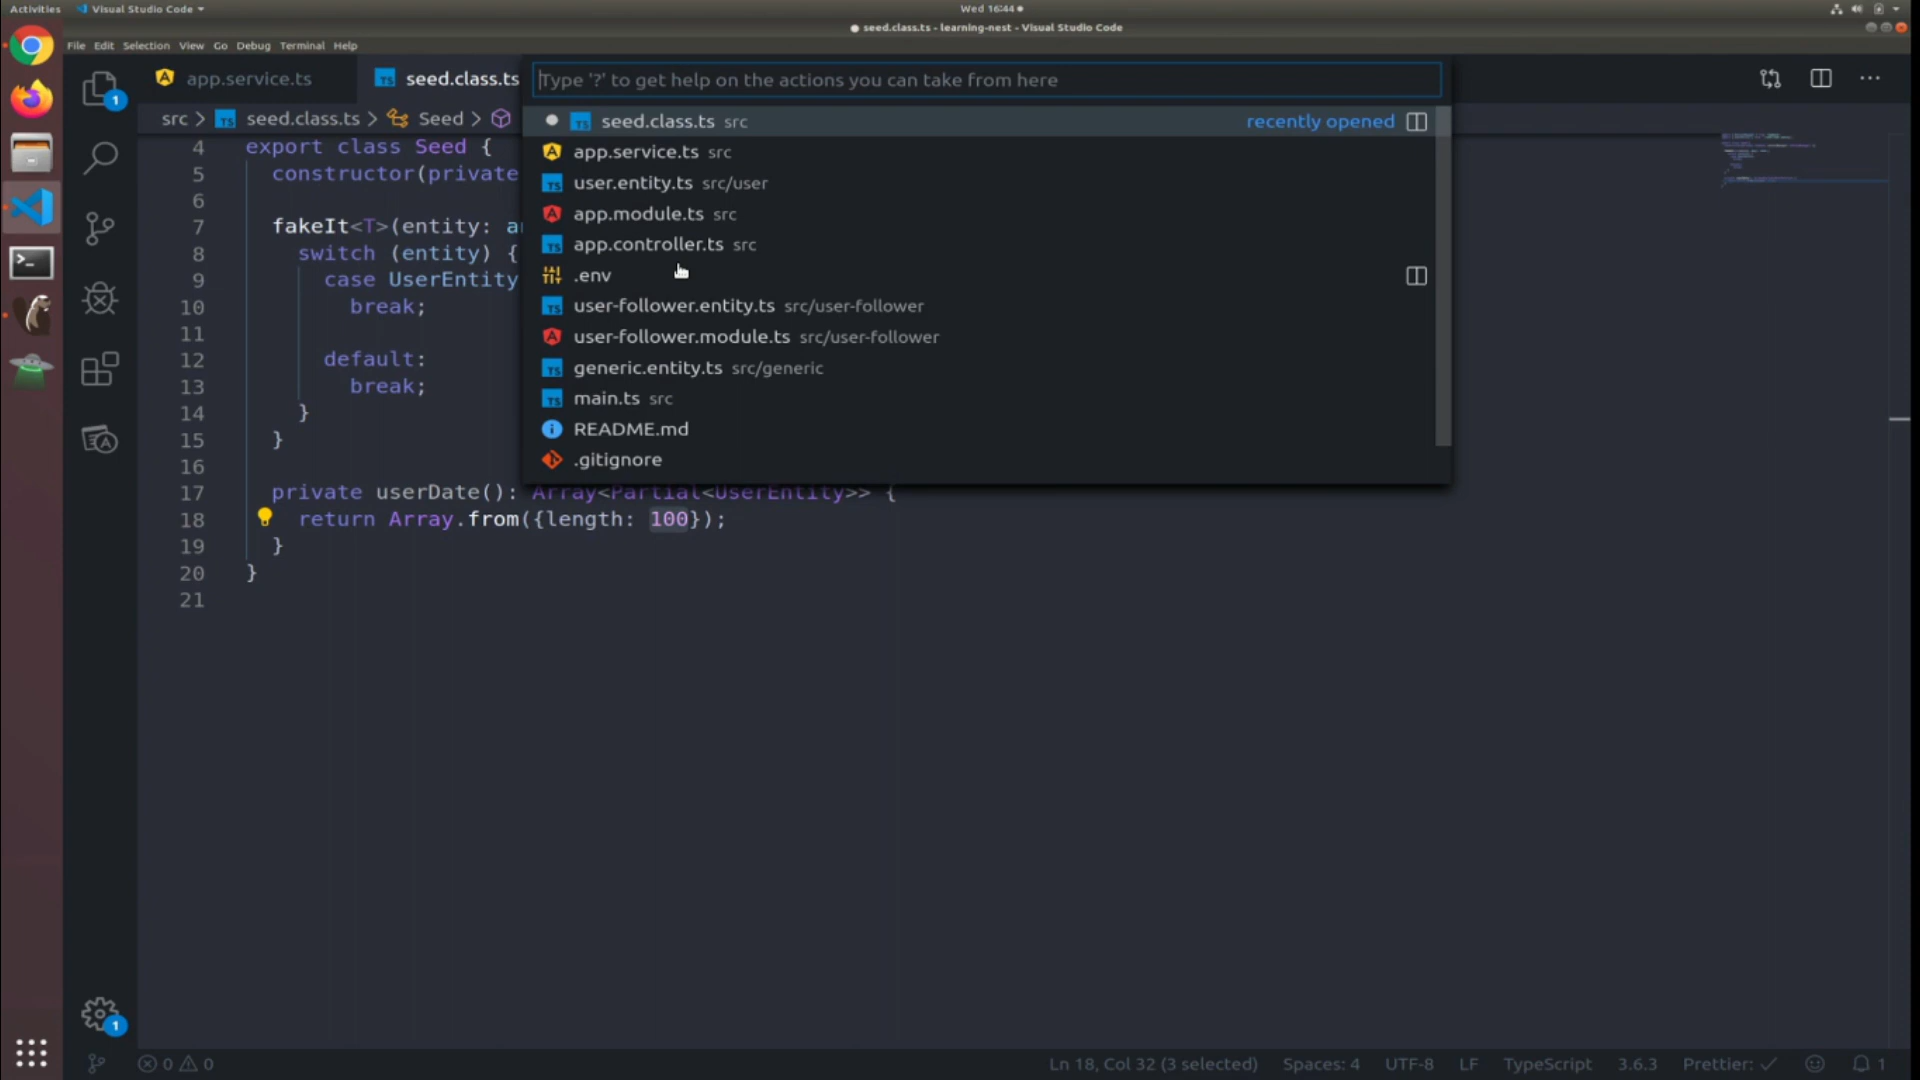 Activities Visual Studio Code Wed 16:44
seed.class.ts - learning-nest - Visual Studio Code
File Edit Selection View Go Debug Terminal Help
app.service.ts seed.class.ts
Type '?' to get help on the actions you can take from here
src > seed.class.ts > Seed >
seed.class.ts src recently opened
app.service.ts src
user.entity.ts src/user
app.module.ts src
app.controller.ts src
.env
user-follower.entity.ts src/user-follower
user-follower.module.ts src/user-follower
generic.entity.ts src/generic
main.ts src
README.md
.gitignore
4 export class Seed {
5 constructor(private
6
7 fakeIt<T>(entity:
8 switch (entity) {
9 case UserEntity
10 break;
11
12 default:
13 break;
14 }
15 }
16
17 private userDate(): Array<Partial<UserEntity>> {
18 return Array.from({length: 100});
19 }
20 }
21
1
1
0 0 Ln 18, Col 32 (3 selected) Spaces: 4 UTF-8 LF TypeScript 3.6.3 Prettier: ✓ 1